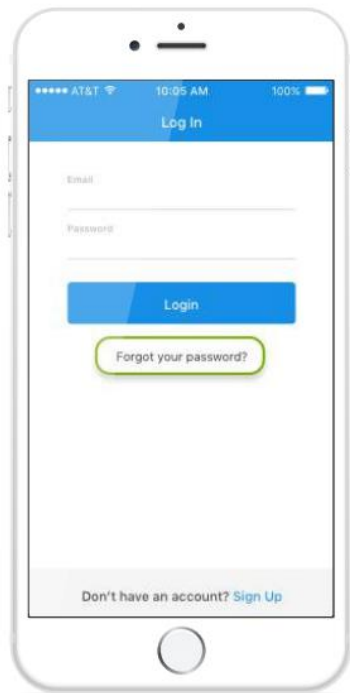 AT&T 10:05 AM 100%
Log In
Email
Password
Login
Forgot your password?
Don't have an account? Sign Up